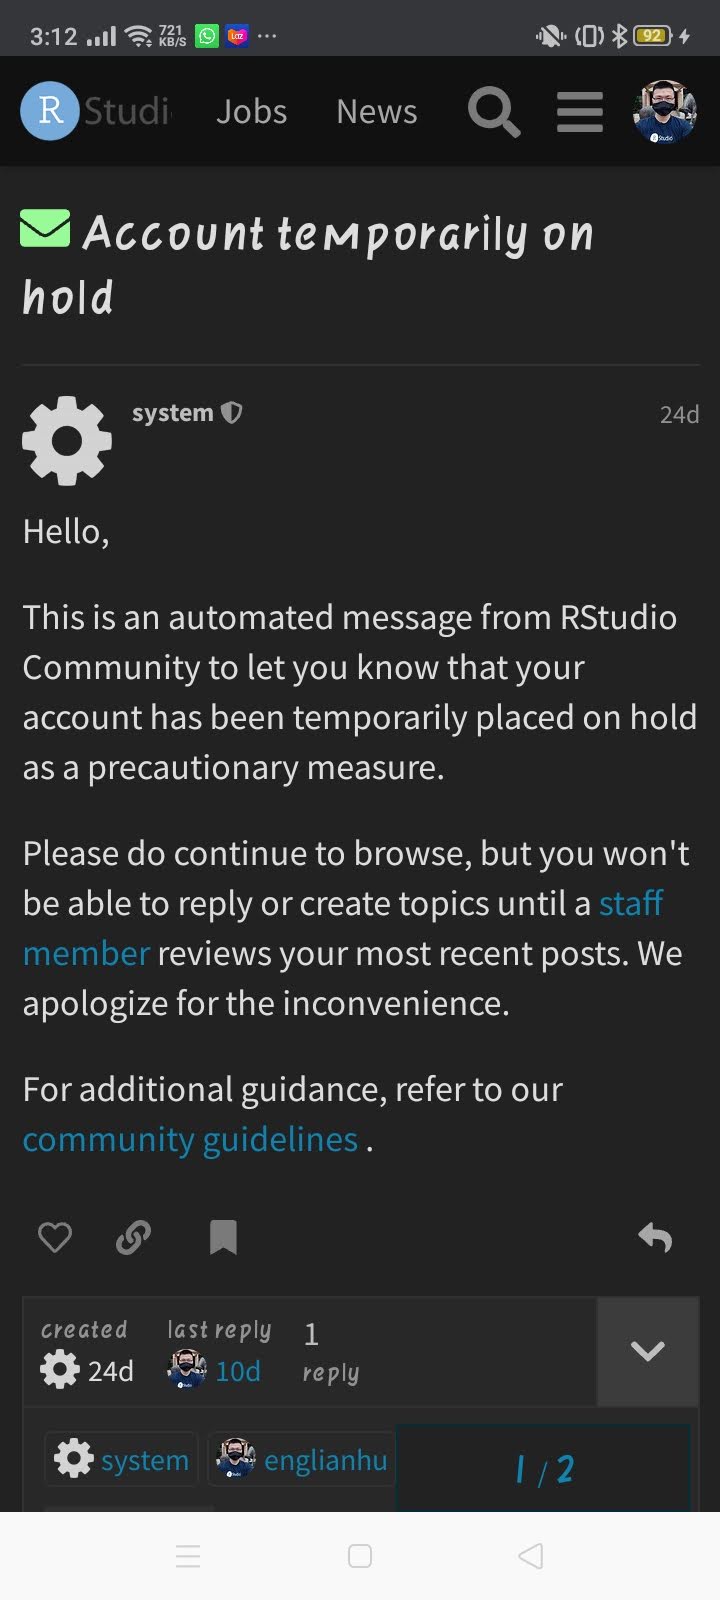 3:12 721 KB/S Laz ... 92
R Studi Jobs News
Account temporarily on
hold
system 24d
Hello,
This is an automated message from RStudio
Community to let you know that your
account has been temporarily placed on hold
as a precautionary measure.
Please do continue to browse, but you won't
be able to reply or create topics until a staff
member reviews your most recent posts. We
apologize for the inconvenience.
For additional guidance, refer to our
community guidelines .
created last reply 1
24d 10d reply
system englianhu 1 / 2